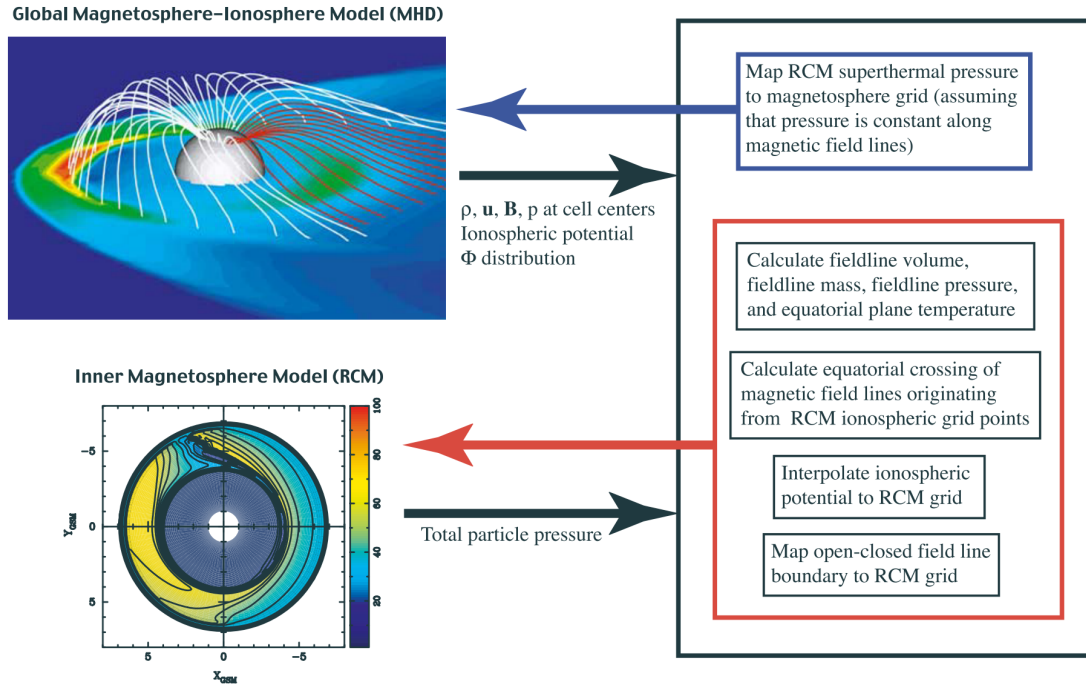 Global Magnetosphere-Ionosphere Model (MHD)
ρ, u, B, p at cell centers
Ionospheric potential
Φ distribution
Map RCM superthermal pressure
to magnetosphere grid (assuming
that pressure is constant along
magnetic field lines)
Calculate fieldline volume,
fieldline mass, fieldline pressure,
and equatorial plane temperature
Calculate equatorial crossing of
magnetic field lines originating
from RCM ionospheric grid points
Interpolate ionospheric
potential to RCM grid
Map open-closed field line
boundary to RCM grid
Inner Magnetosphere Model (RCM)
100
80
60
40
20
-5
0
5
Y_GSM
5
0
-5
X_GSM
Total particle pressure